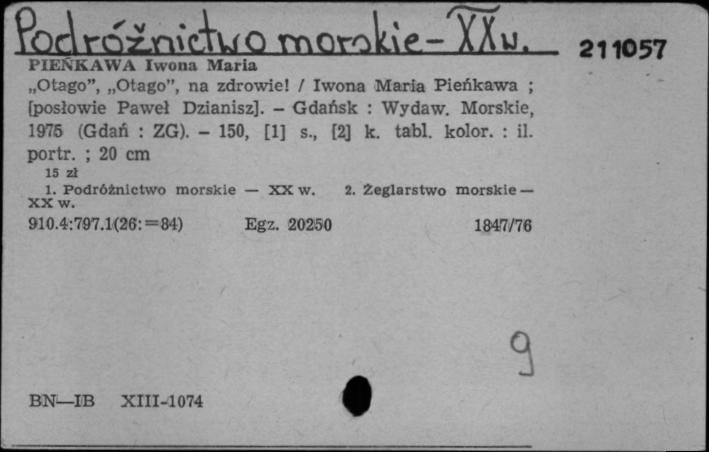 Podróżnictwo morskie – XX w. 211057
PIEŃKAWA Iwona Maria
„Otago”, „Otago”, na zdrowie! / Iwona Maria Pieńkawa ;
[posłowie Paweł Dzianisz]. – Gdańsk : Wydaw. Morskie,
1975 (Gdań : ZG). – 150, [1] s., [2] k. tabl. kolor. : il.
portr. ; 20 cm
15 zł
1. Podróżnictwo morskie — XX w. 2. Żeglarstwo morskie —
XX w.
910.4:797.1(26:=84) Egz. 20250 1847/76
9
BN—IB XIII-1074